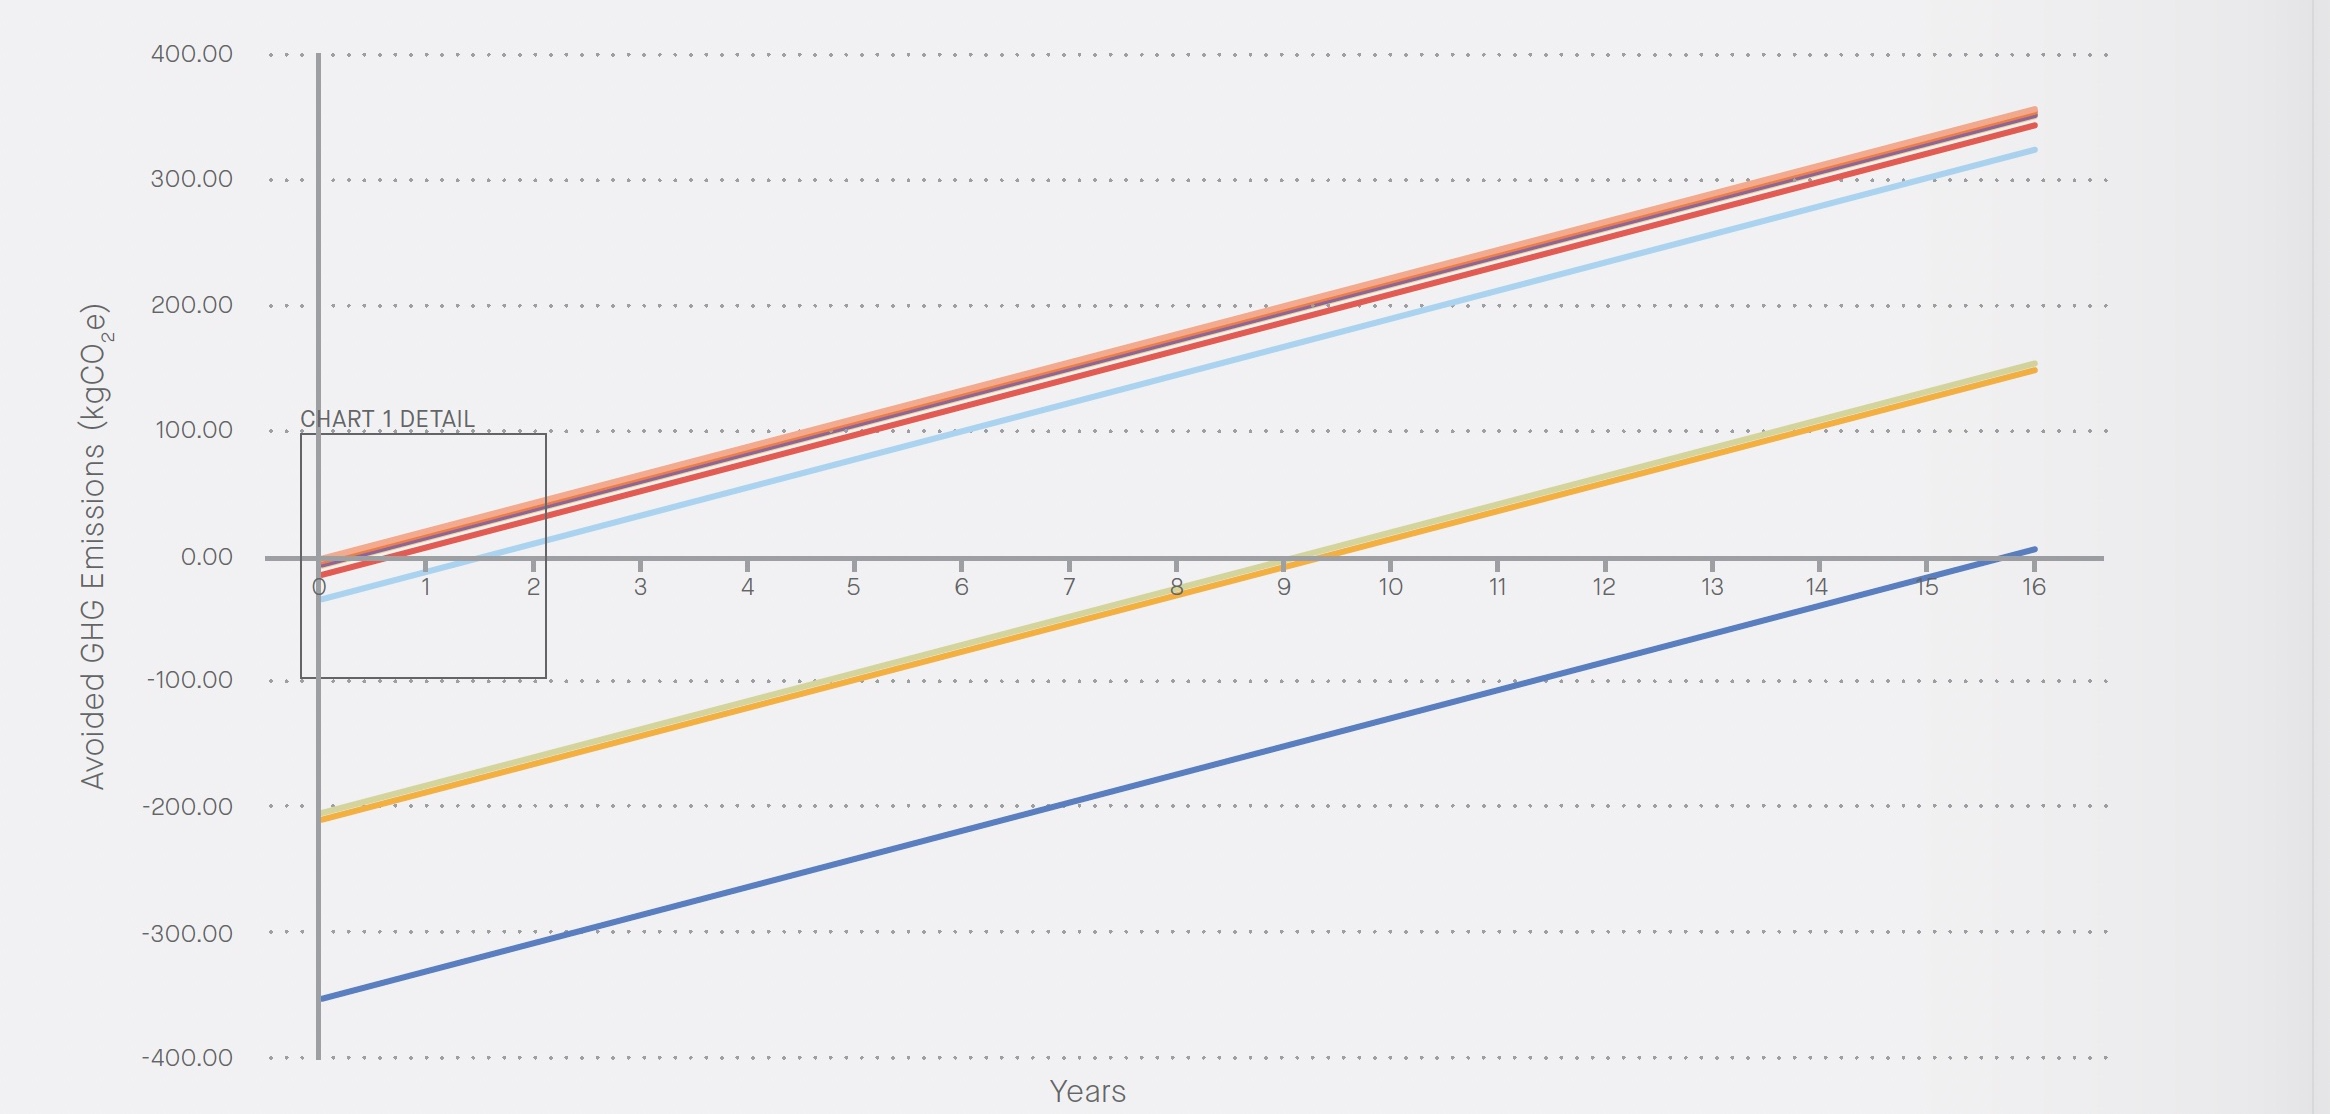 400.00
300.00
200.00
CHART 1 DETAIL
100.00
0.00
0 1 2 3 4 5 6 7 8 9 10 11 12 13 14 15 16
-100.00
-200.00
-300.00
-400.00
Avoided GHG Emissions (kgCO₂e)
Years